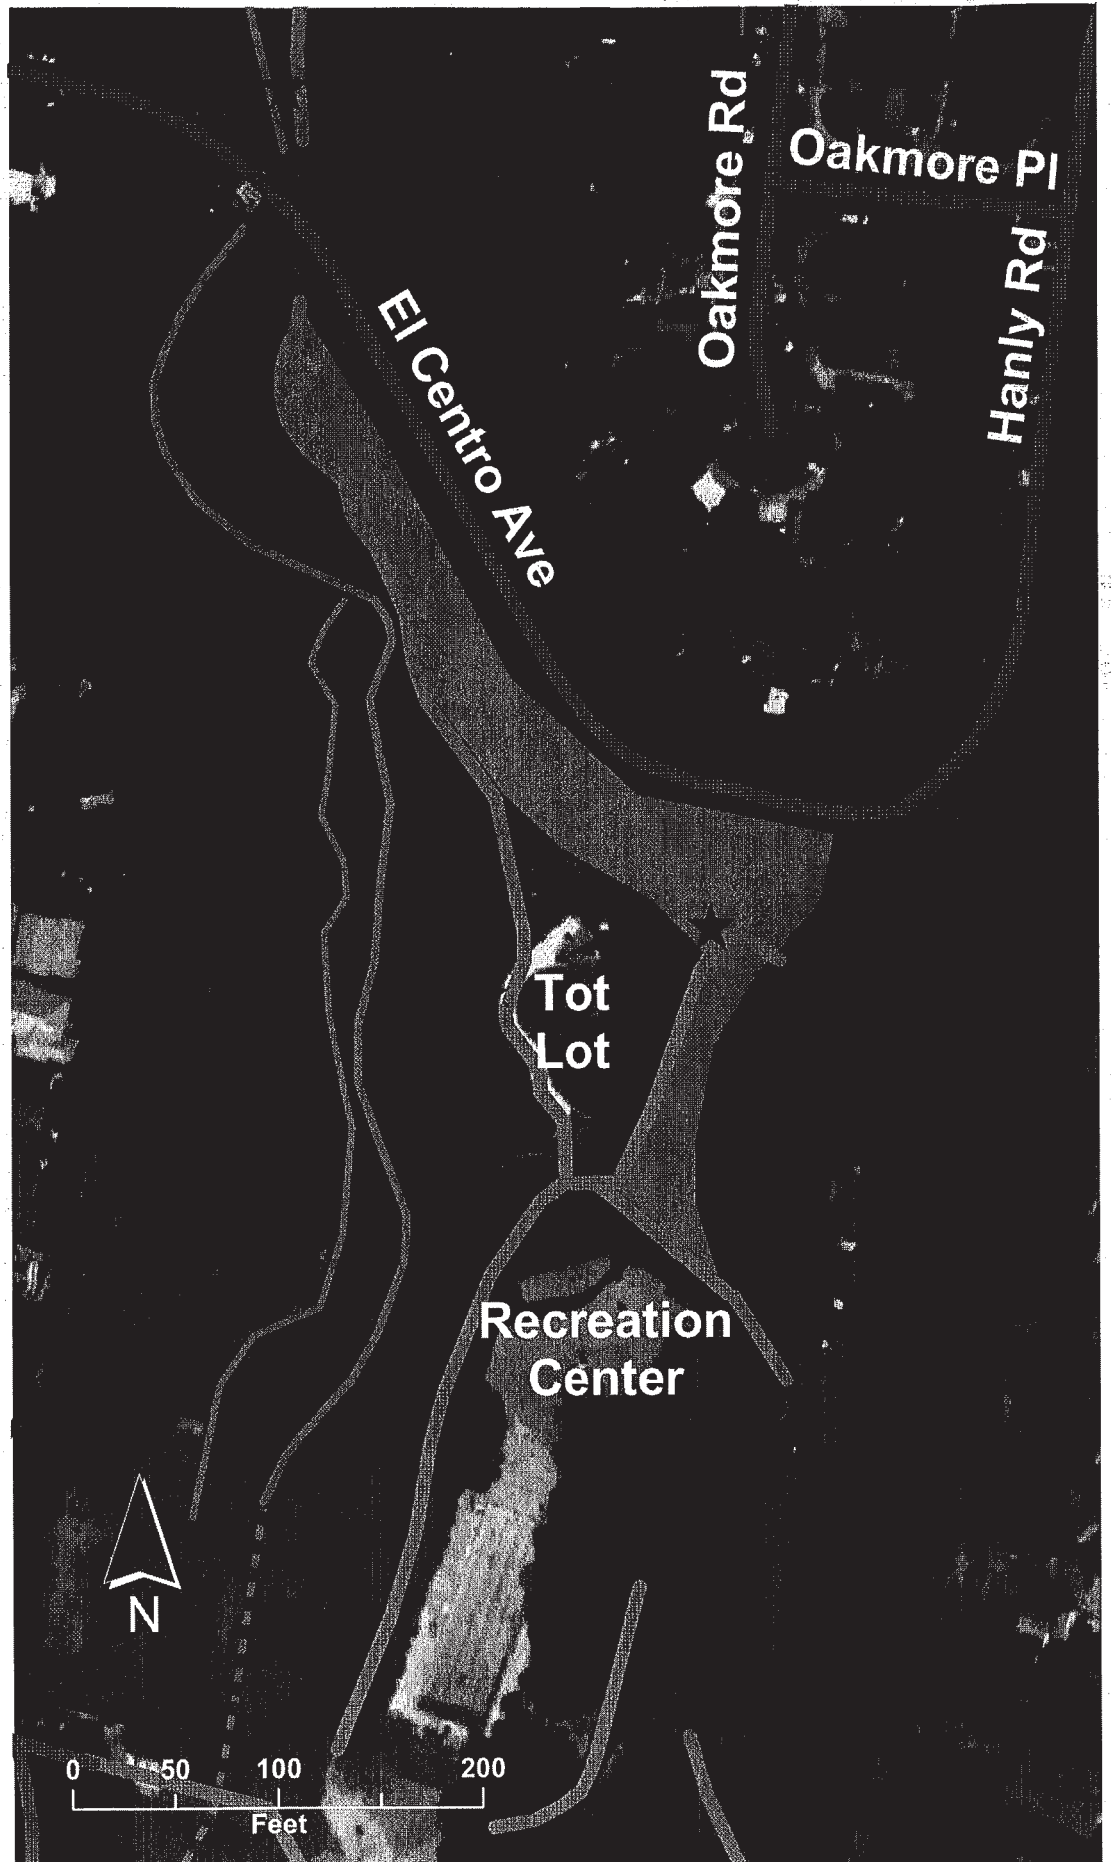 Oakmore Rd
Oakmore Pl
Hanly Rd
El Centro Ave
Tot
Lot
Recreation
Center
N
0 50 100 200
Feet